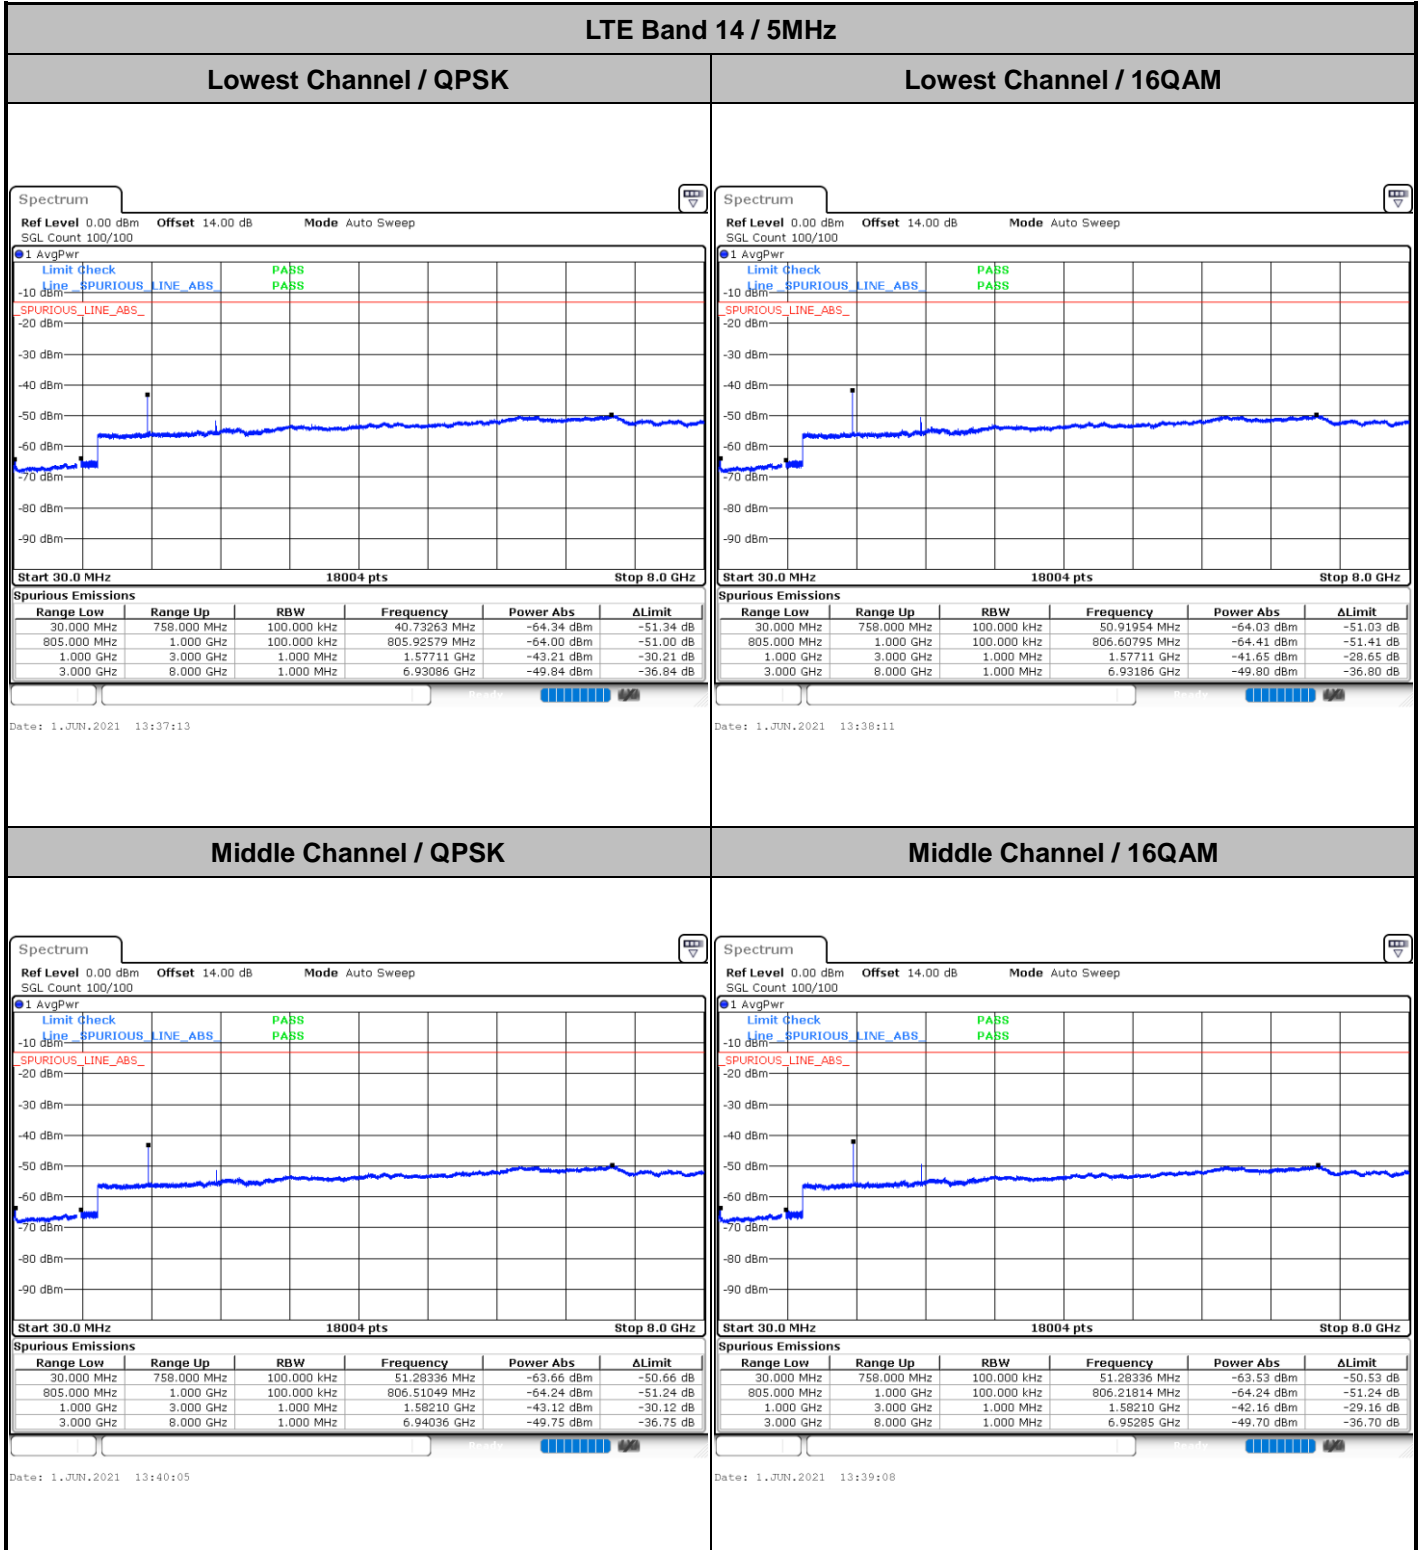 LTE Band 14 / 5MHz
Lowest Channel / QPSK
Lowest Channel / 16QAM
Spectrum
Ref Level 0.00 dBm Offset 14.00 dB Mode Auto Sweep
SGL Count 100/100
1 AvgPwr
Limit Check PASS
Line _SPURIOUS_LINE_ABS_ PASS
-10 dBm
_SPURIOUS_LINE_ABS_
-20 dBm
-30 dBm
-40 dBm
-50 dBm
-60 dBm
-70 dBm
-80 dBm
-90 dBm
Start 30.0 MHz 18004 pts Stop 8.0 GHz
Spurious Emissions
Range Low Range Up RBW Frequency Power Abs ΔLimit
30.000 MHz 758.000 MHz 100.000 kHz 40.73263 MHz -64.34 dBm -51.34 dB
805.000 MHz 1.000 GHz 100.000 kHz 805.92579 MHz -64.00 dBm -51.00 dB
1.000 GHz 3.000 GHz 1.000 MHz 1.57711 GHz -43.21 dBm -30.21 dB
3.000 GHz 8.000 GHz 1.000 MHz 6.93086 GHz -49.84 dBm -36.84 dB
Ready
Date: 1.JUN.2021 13:37:13
Spectrum
Ref Level 0.00 dBm Offset 14.00 dB Mode Auto Sweep
SGL Count 100/100
1 AvgPwr
Limit Check PASS
Line _SPURIOUS_LINE_ABS_ PASS
-10 dBm
_SPURIOUS_LINE_ABS_
-20 dBm
-30 dBm
-40 dBm
-50 dBm
-60 dBm
-70 dBm
-80 dBm
-90 dBm
Start 30.0 MHz 18004 pts Stop 8.0 GHz
Spurious Emissions
Range Low Range Up RBW Frequency Power Abs ΔLimit
30.000 MHz 758.000 MHz 100.000 kHz 50.91954 MHz -64.03 dBm -51.03 dB
805.000 MHz 1.000 GHz 100.000 kHz 806.60795 MHz -64.41 dBm -51.41 dB
1.000 GHz 3.000 GHz 1.000 MHz 1.57711 GHz -41.65 dBm -28.65 dB
3.000 GHz 8.000 GHz 1.000 MHz 6.93186 GHz -49.80 dBm -36.80 dB
Ready
Date: 1.JUN.2021 13:38:11
Middle Channel / QPSK
Middle Channel / 16QAM
Spectrum
Ref Level 0.00 dBm Offset 14.00 dB Mode Auto Sweep
SGL Count 100/100
1 AvgPwr
Limit Check PASS
Line _SPURIOUS_LINE_ABS_ PASS
-10 dBm
_SPURIOUS_LINE_ABS_
-20 dBm
-30 dBm
-40 dBm
-50 dBm
-60 dBm
-70 dBm
-80 dBm
-90 dBm
Start 30.0 MHz 18004 pts Stop 8.0 GHz
Spurious Emissions
Range Low Range Up RBW Frequency Power Abs ΔLimit
30.000 MHz 758.000 MHz 100.000 kHz 51.28336 MHz -63.66 dBm -50.66 dB
805.000 MHz 1.000 GHz 100.000 kHz 806.51049 MHz -64.24 dBm -51.24 dB
1.000 GHz 3.000 GHz 1.000 MHz 1.58210 GHz -43.12 dBm -30.12 dB
3.000 GHz 8.000 GHz 1.000 MHz 6.94036 GHz -49.75 dBm -36.75 dB
Ready
Date: 1.JUN.2021 13:40:05
Spectrum
Ref Level 0.00 dBm Offset 14.00 dB Mode Auto Sweep
SGL Count 100/100
1 AvgPwr
Limit Check PASS
Line _SPURIOUS_LINE_ABS_ PASS
-10 dBm
_SPURIOUS_LINE_ABS_
-20 dBm
-30 dBm
-40 dBm
-50 dBm
-60 dBm
-70 dBm
-80 dBm
-90 dBm
Start 30.0 MHz 18004 pts Stop 8.0 GHz
Spurious Emissions
Range Low Range Up RBW Frequency Power Abs ΔLimit
30.000 MHz 758.000 MHz 100.000 kHz 51.28336 MHz -63.53 dBm -50.53 dB
805.000 MHz 1.000 GHz 100.000 kHz 806.21814 MHz -64.24 dBm -51.24 dB
1.000 GHz 3.000 GHz 1.000 MHz 1.58210 GHz -42.16 dBm -29.16 dB
3.000 GHz 8.000 GHz 1.000 MHz 6.95285 GHz -49.70 dBm -36.70 dB
Ready
Date: 1.JUN.2021 13:39:08